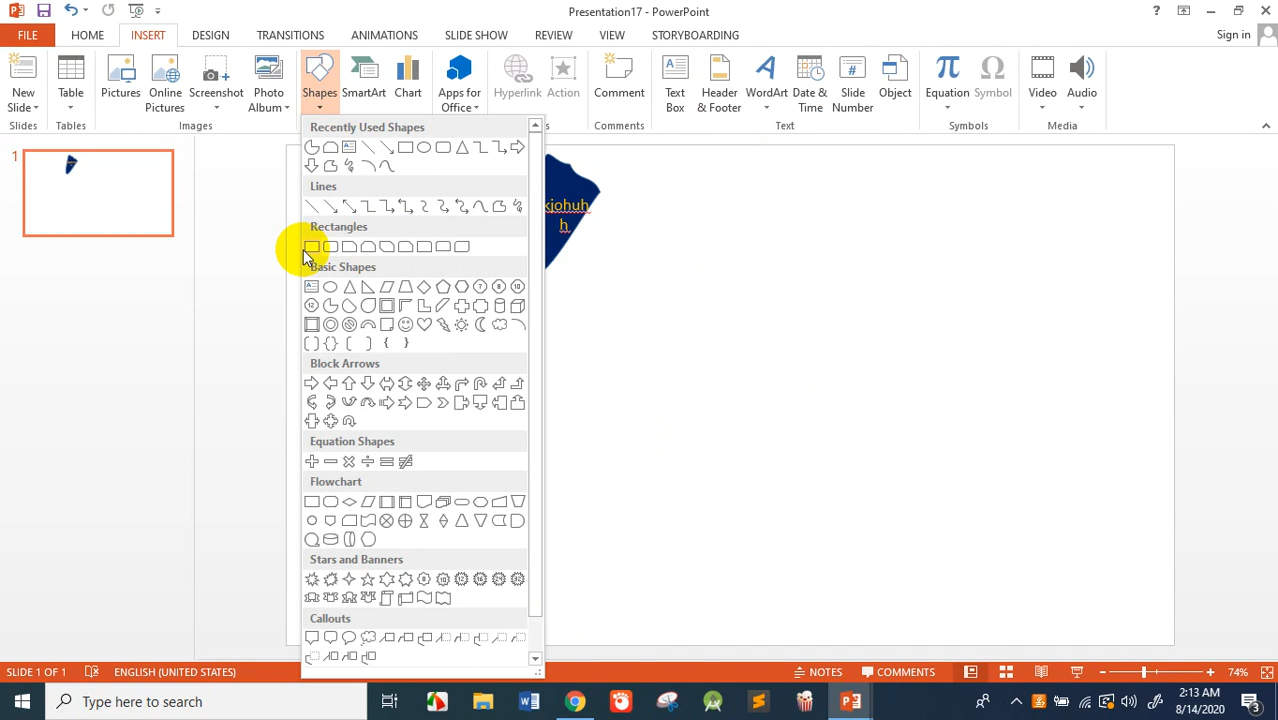 Presentation17 - PowerPoint
?
FILE
HOME
INSERT
DESIGN
TRANSITIONS
ANIMATIONS
SLIDE SHOW
REVIEW
VIEW
STORYBOARDING
Sign in
New
Slide
Table
Pictures
Online
Pictures
Screenshot
Photo
Album
Shapes
SmartArt
Chart
Apps for
Office
Hyperlink
Action
Comment
Text
Box
Header
& Footer
WordArt
Date &
Time
Slide
Number
Object
Equation
Symbol
Video
Audio
Slides
Tables
Images
Comments
Text
Symbols
Media
Recently Used Shapes
Lines
Rectangles
Basic Shapes
Block Arrows
Equation Shapes
Flowchart
Stars and Banners
Callouts
1
kjohuh
h
SLIDE 1 OF 1
ENGLISH (UNITED STATES)
NOTES
COMMENTS
74%
Type here to search
2:13 AM
8/14/2020